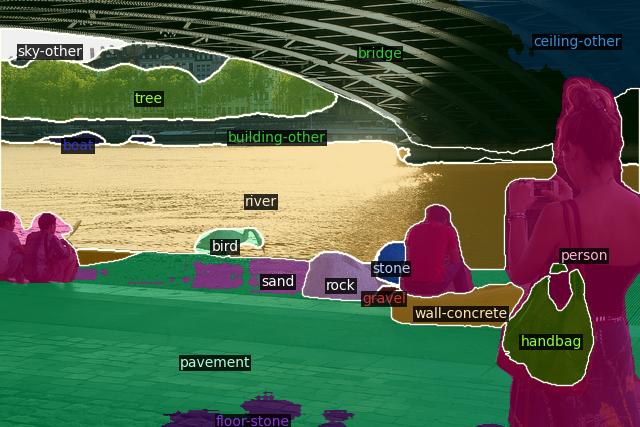 sky-other
bridge
ceiling-other
tree
building-other
boat
river
bird
person
stone
sand
rock
gravel
wall-concrete
handbag
pavement
floor-stone